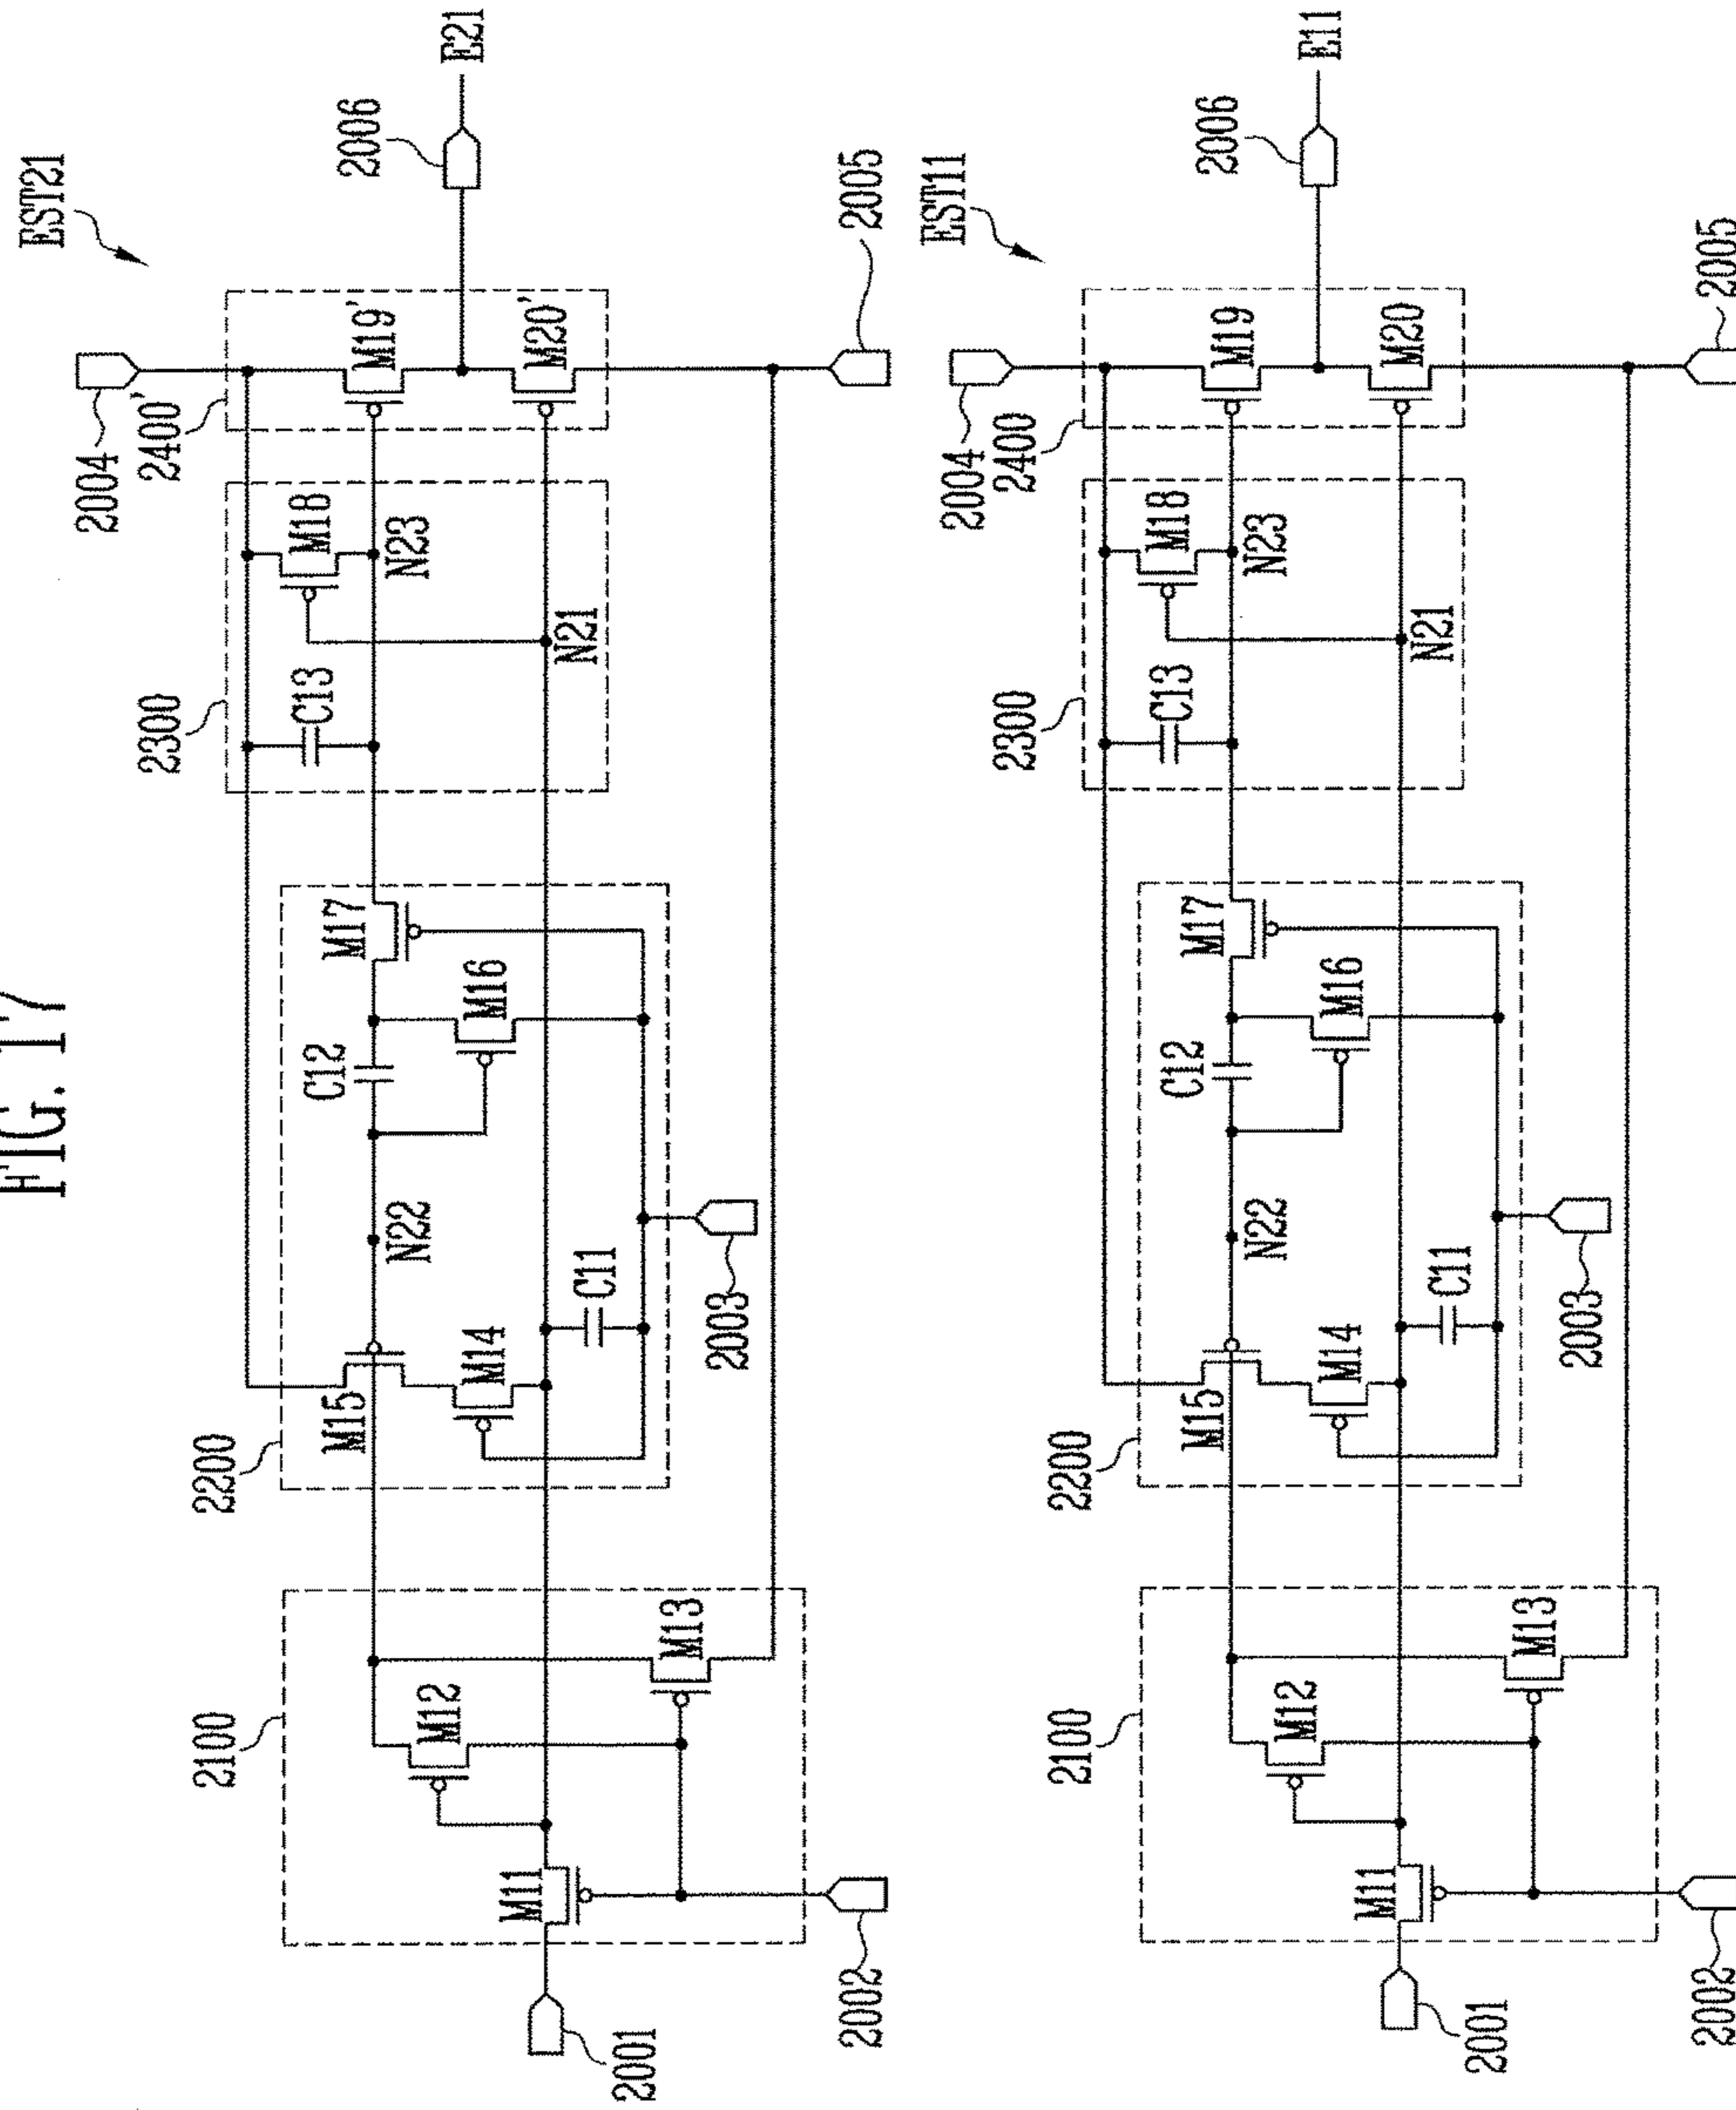 FIG. 17
EST21
2004
2400'
M19'
M20'
2006
E21
2005
2300
C13
M18
N23
N21
2200
M15
M14
N22
C11
C12
M16
M17
2003
2100
M12
M13
M11
2001
2002
EST11
2004
2400
M19
M20
2006
E11
2005
2300
C13
M18
N23
N21
2200
M15
M14
N22
C11
C12
M16
M17
2003
2100
M12
M13
M11
2001
2002